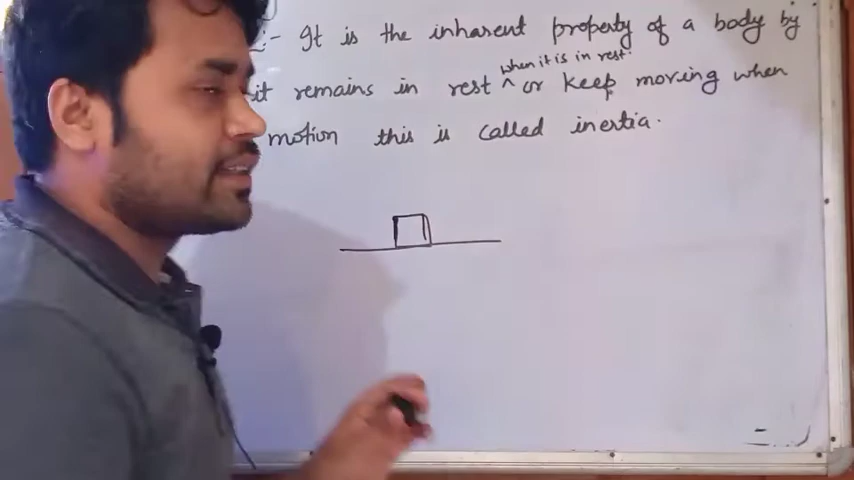 :- It is the inharent property of a body by
when it is in rest.
it remains in rest ^ or keep moving when
motion this is called inertia.